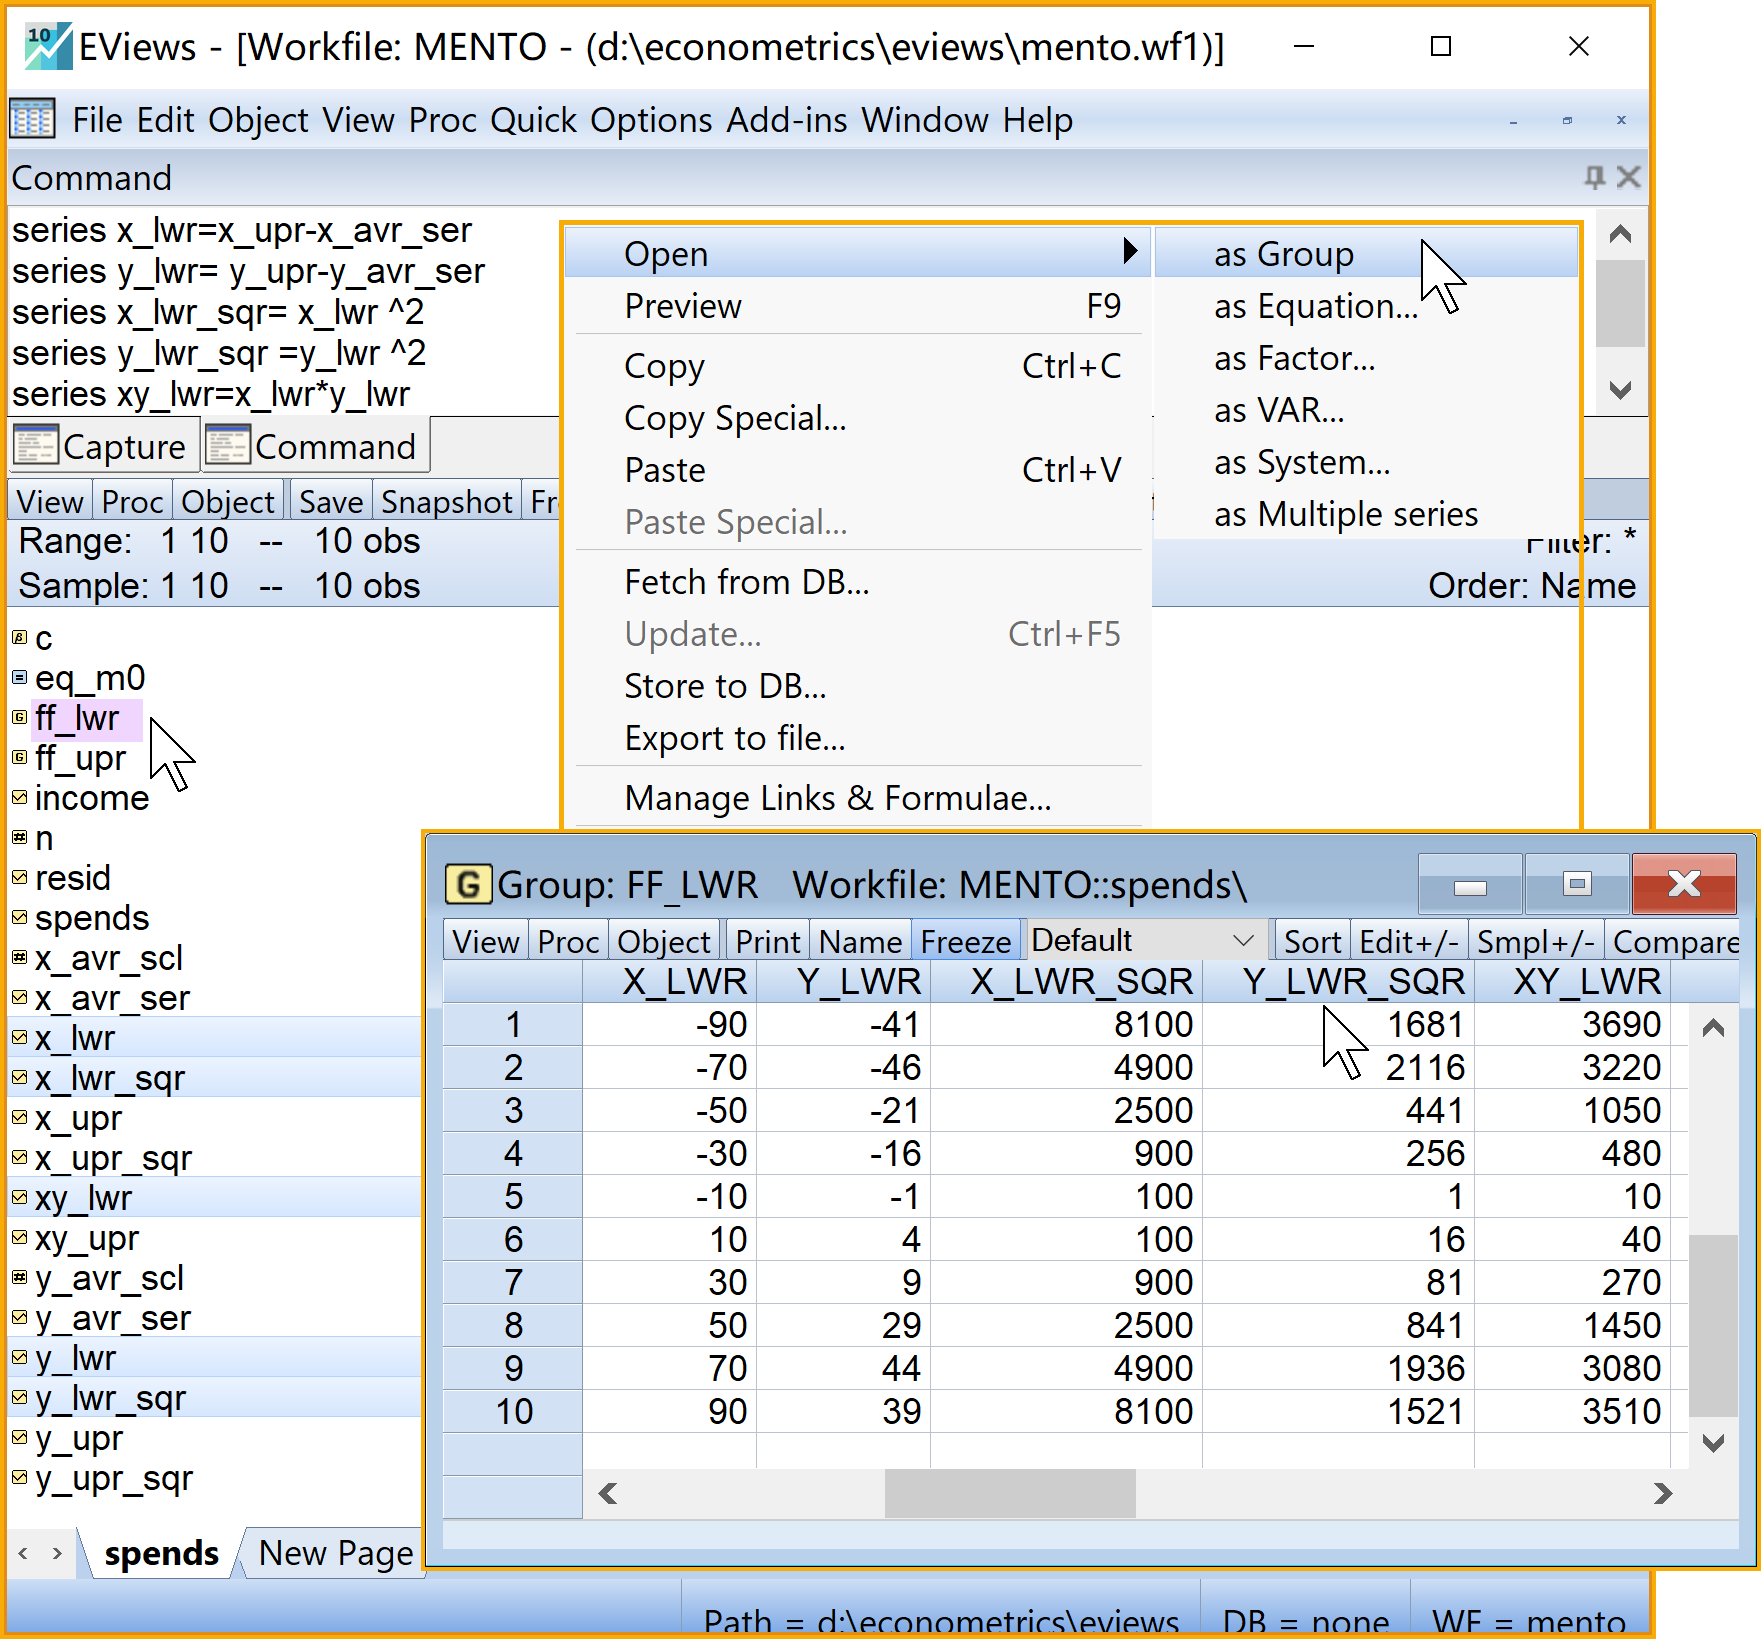 EViews - [Workfile: MENTO - (d:\econometrics\eviews\mento.wf1)]
File Edit Object View Proc Quick Options Add-ins Window Help
Command
series x_lwr=x_upr-x_avr_ser
series y_lwr= y_upr-y_avr_ser
series x_lwr_sqr= x_lwr ^2
series y_lwr_sqr =y_lwr ^2
series xy_lwr=x_lwr*y_lwr
Capture Command
View Proc Object Save Snapshot
Range: 1 10 -- 10 obs
Filter: *
Sample: 1 10 -- 10 obs
Order: Name
Open
Preview F9
Copy Ctrl+C
Copy Special...
Paste Ctrl+V
Paste Special...
Fetch from DB...
Update... Ctrl+F5
Store to DB...
Export to file...
Manage Links & Formulae...
as Group
as Equation...
as Factor...
as VAR...
as System...
as Multiple series
c
eq_m0
ff_lwr
ff_upr
income
n
resid
spends
x_avr_scl
x_avr_ser
x_lwr
x_lwr_sqr
x_upr
x_upr_sqr
xy_lwr
xy_upr
y_avr_scl
y_avr_ser
y_lwr
y_lwr_sqr
y_upr
y_upr_sqr
G Group: FF_LWR Workfile: MENTO::spends\
View Proc Object Print Name Freeze Default Sort Edit+/- Smpl+/- Compare
X_LWR Y_LWR X_LWR_SQR Y_LWR_SQR XY_LWR
1 -90 -41 8100 1681 3690
2 -70 -46 4900 2116 3220
3 -50 -21 2500 441 1050
4 -30 -16 900 256 480
5 -10 -1 100 1 10
6 10 4 100 16 40
7 30 9 900 81 270
8 50 29 2500 841 1450
9 70 44 4900 1936 3080
10 90 39 8100 1521 3510
spends New Page
Path = d:\econometrics\eviews DB = none WF = mento